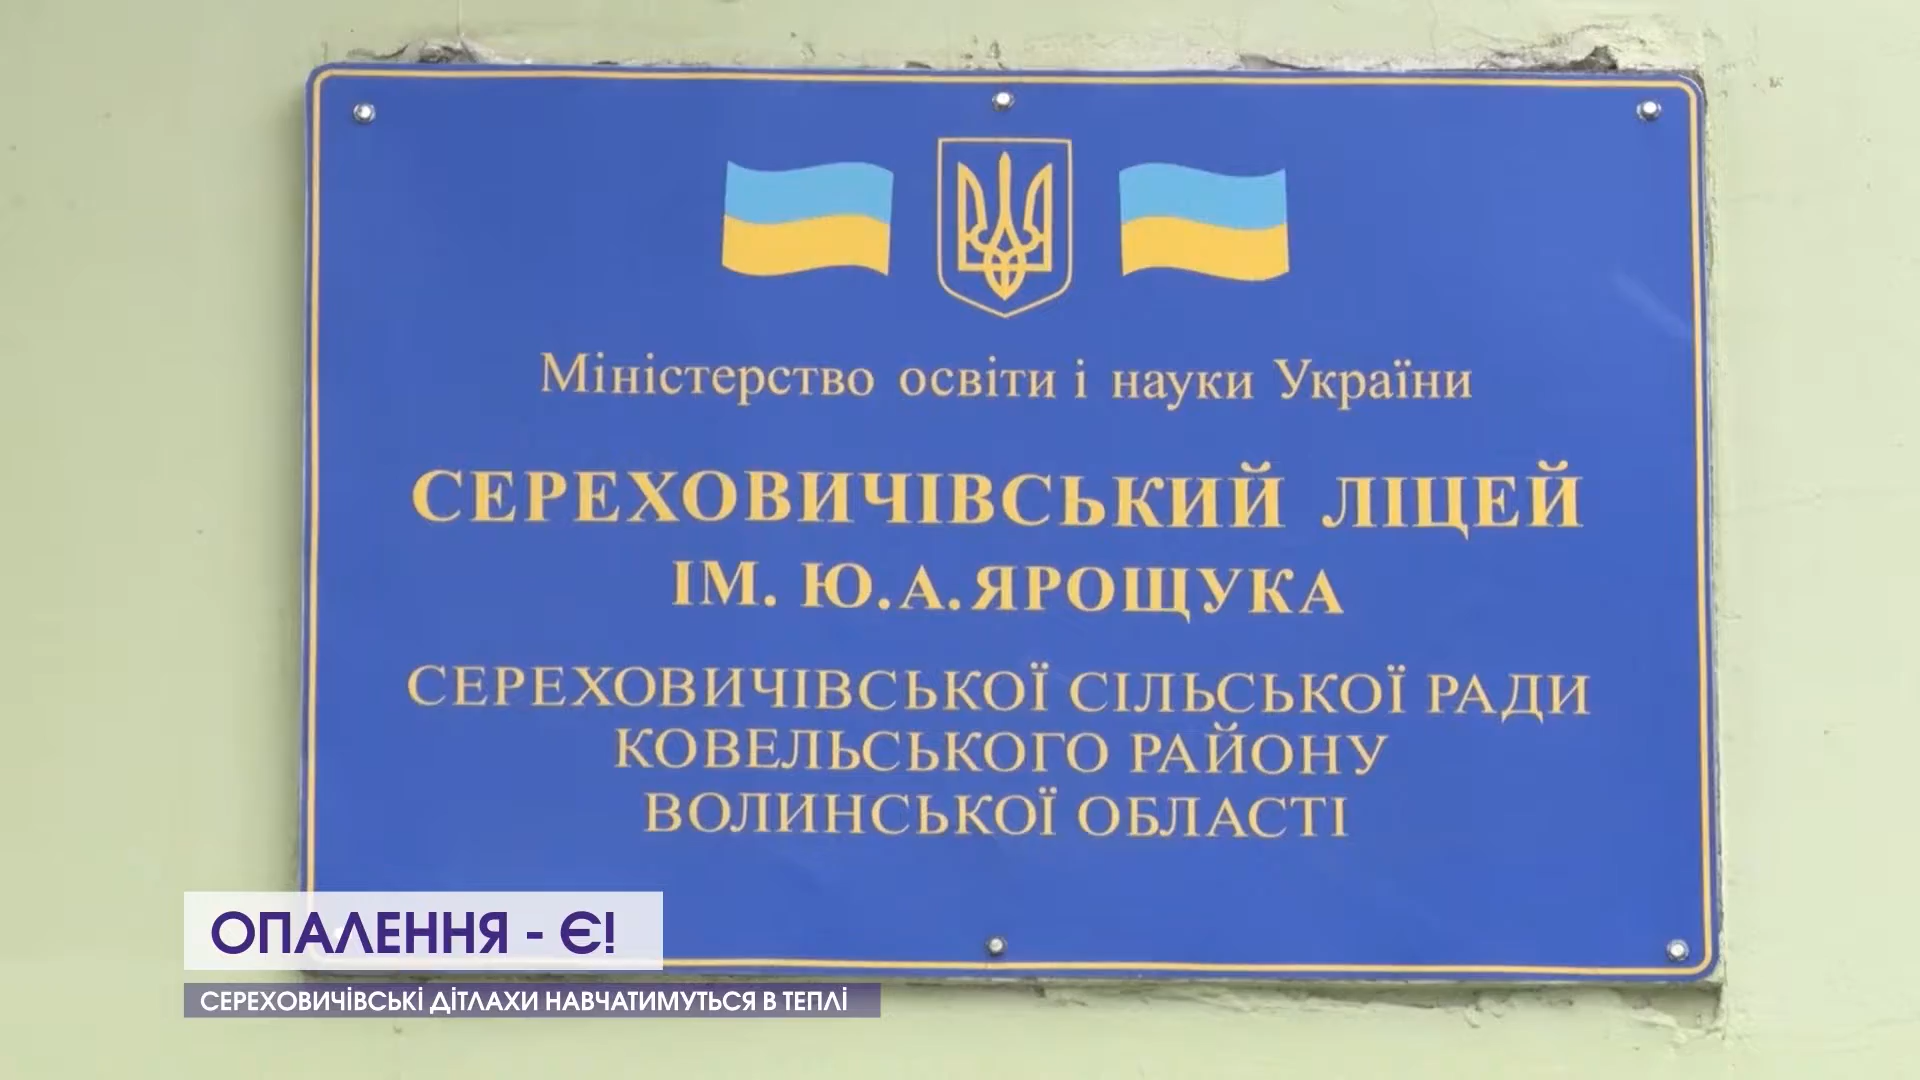 Міністерство освіти і науки України
СЕРЕХОВИЧІВСЬКИЙ ЛІЦЕЙ
ІМ. Ю.А.ЯРОЩУКА
СЕРЕХОВИЧІВСЬКОЇ СІЛЬСЬКОЇ РАДИ
КОВЕЛЬСЬКОГО РАЙОНУ
ВОЛИНСЬКОЇ ОБЛАСТІ
ОПАЛЕННЯ - Є!
СЕРЕХОВИЧІВСЬКІ ДІТЛАХИ НАВЧАТИМУТЬСЯ В ТЕПЛІ